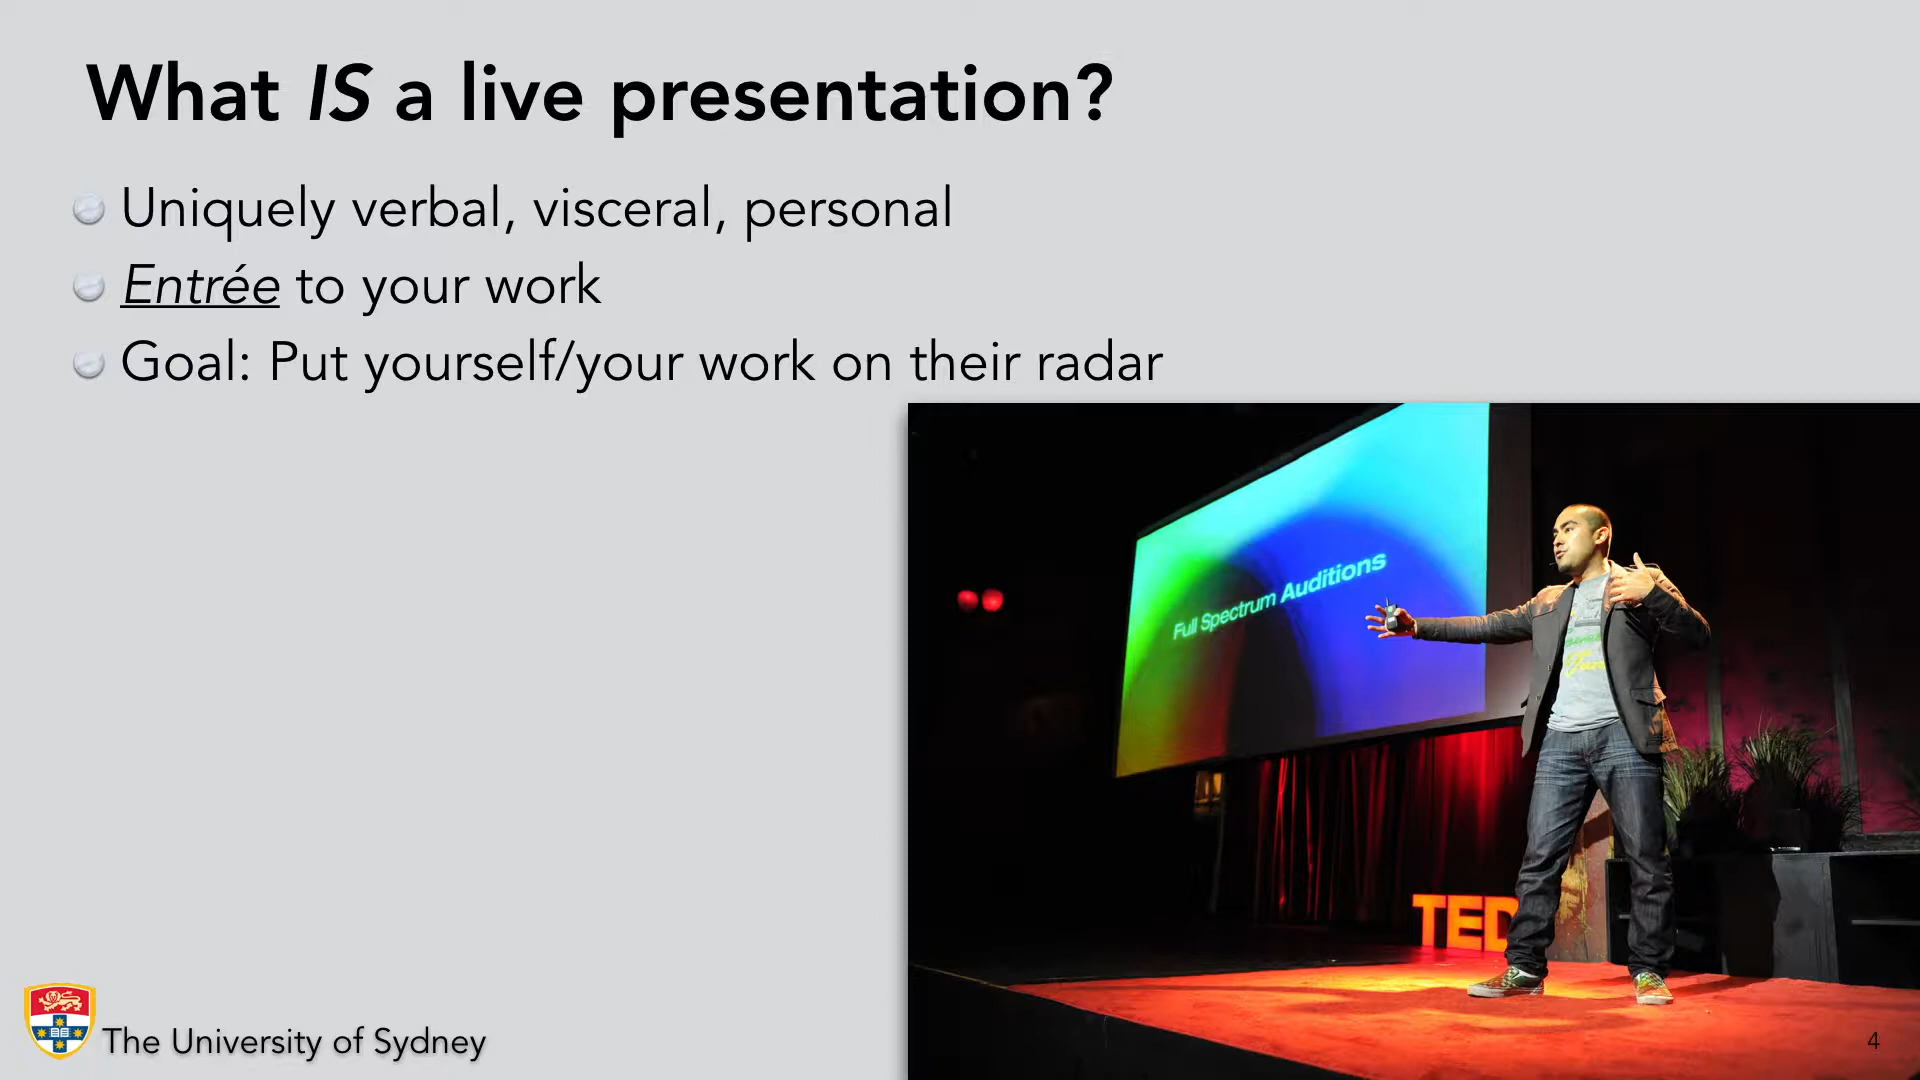 What IS a live presentation?
Uniquely verbal, visceral, personal
Entrée to your work
Goal: Put yourself/your work on their radar
Full Spectrum Auditions
TED
The University of Sydney
4